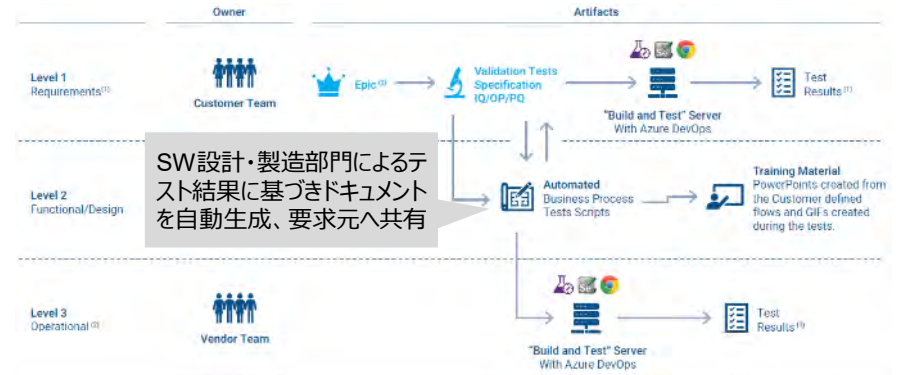 Owner
Artifacts
Level 1
Requirements(1)
Customer Team
Epic(3)
Validation Tests
Specification
IQ/OP/PQ
"Build and Test" Server
With Azure DevOps
Test
Results(1)
SW設計・製造部門によるテ
スト結果に基づきドキュメント
を自動生成、要求元へ共有
Level 2
Functional/Design
Automated
Business Process
Tests Scripts
Training Material
PowerPoints created from
the Customer defined
flows and GIFs created
during the tests.
Level 3
Operational
Vendor Team
"Build and Test" Server
With Azure DevOps
Test
Results